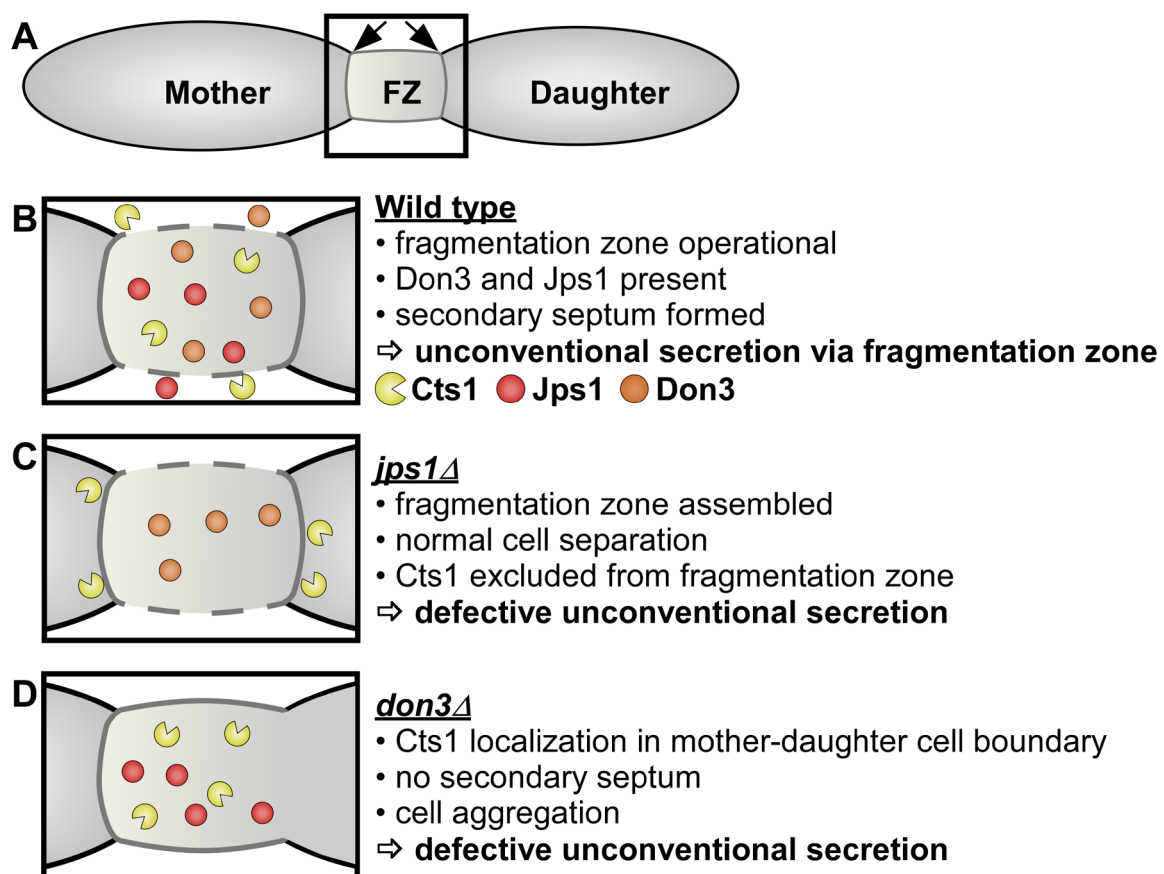 A
Mother
FZ
Daughter
B
Wild type
• fragmentation zone operational
• Don3 and Jps1 present
• secondary septum formed
⇨ unconventional secretion via fragmentation zone
Cts1 Jps1 Don3
C
jps1Δ
• fragmentation zone assembled
• normal cell separation
• Cts1 excluded from fragmentation zone
⇨ defective unconventional secretion
D
don3Δ
• Cts1 localization in mother-daughter cell boundary
• no secondary septum
• cell aggregation
⇨ defective unconventional secretion